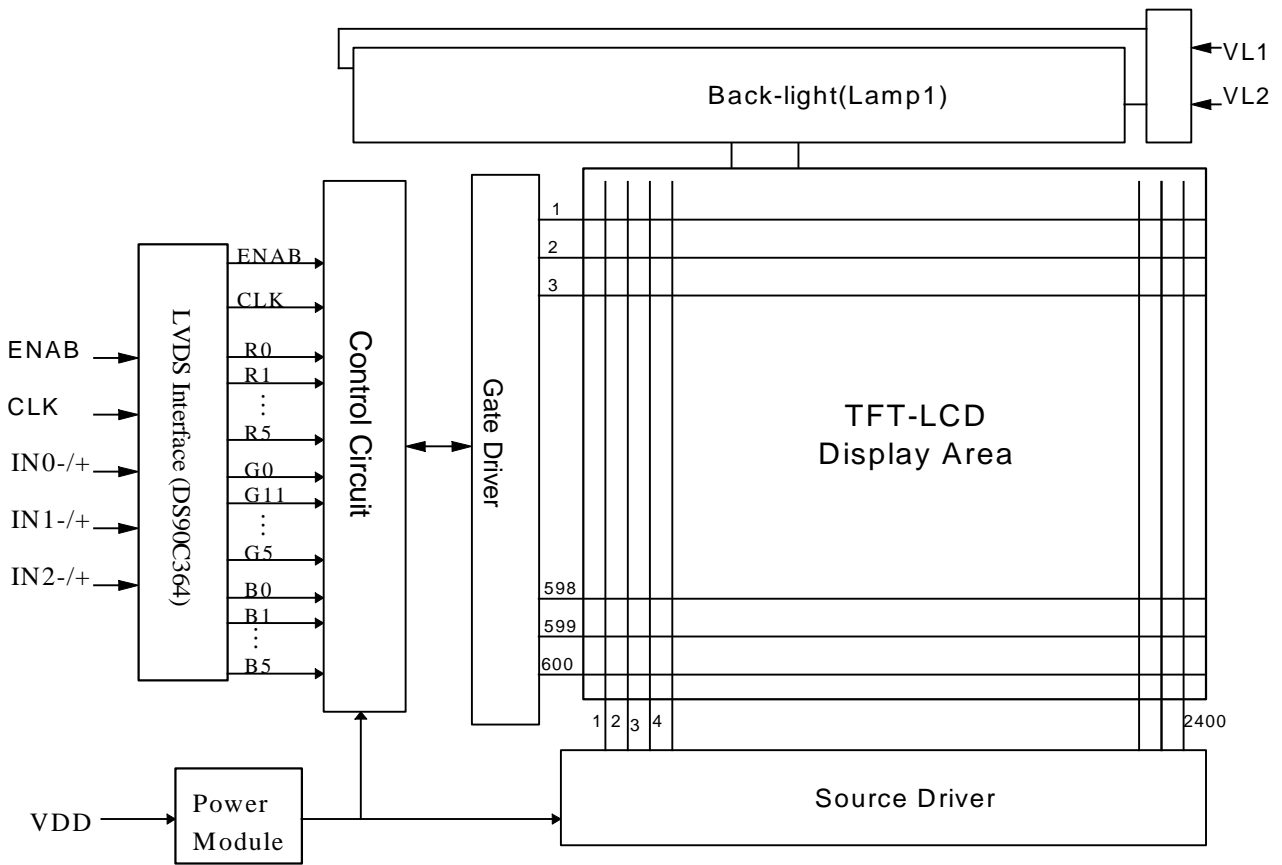 VL1
Back-light(Lamp1)
VL2
ENAB
CLK
IN0-/+
IN1-/+
IN2-/+
LVDS Interface (DS90C364)
ENAB
CLK
R0
R1
⋮
R5
G0
G11
⋮
G5
B0
B1
⋮
B5
Control Circuit
Gate Driver
1
2
3
598
599
600
TFT-LCD
Display Area
1 2 3 4 2400
Source Driver
VDD
Power
Module